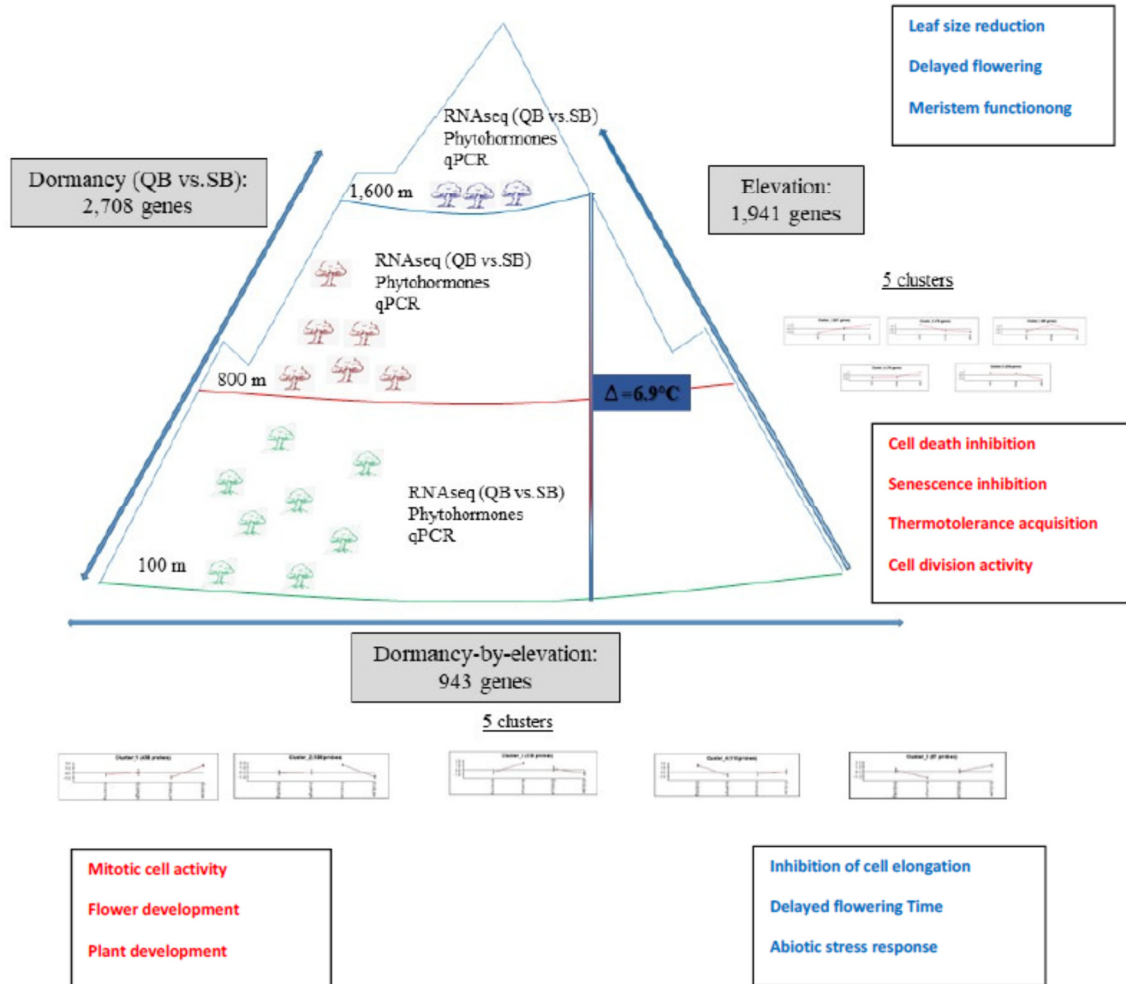 Leaf size reduction
Delayed flowering
Meristem functionong
RNAseq (QB vs.SB)
Phytohormones
qPCR
1,600 m
Dormancy (QB vs.SB):
2,708 genes
Elevation:
1,941 genes
RNAseq (QB vs.SB)
Phytohormones
qPCR
5 clusters
800 m
Δ=6,9°C
Cell death inhibition
Senescence inhibition
Thermotolerance acquisition
Cell division activity
RNAseq (QB vs.SB)
Phytohormones
qPCR
100 m
Dormancy-by-elevation:
943 genes
5 clusters
Mitotic cell activity
Flower development
Plant development
Inhibition of cell elongation
Delayed flowering Time
Abiotic stress response